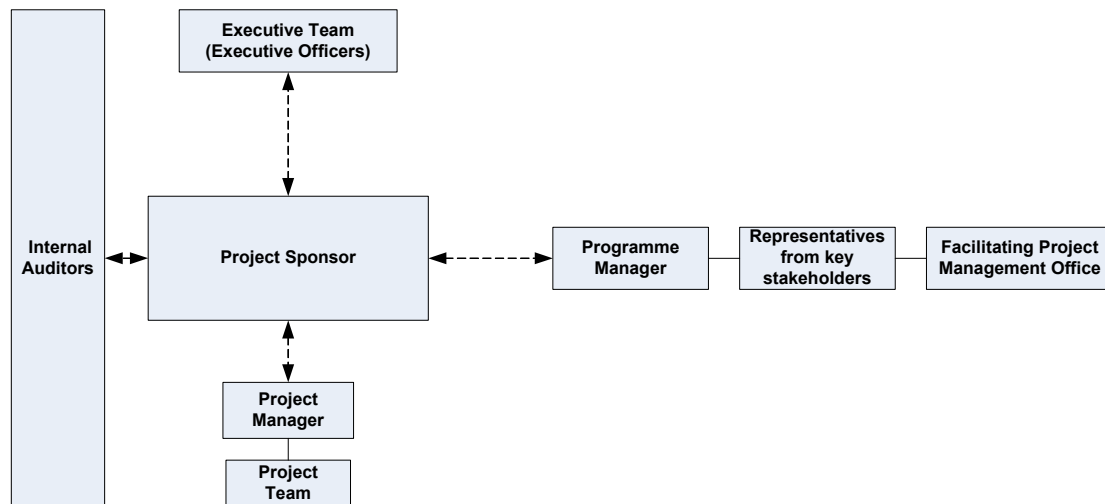 Executive Team
(Executive Officers)
Internal
Auditors
Project Sponsor
Programme
Manager
Representatives
from key
stakeholders
Facilitating Project
Management Office
Project
Manager
Project
Team